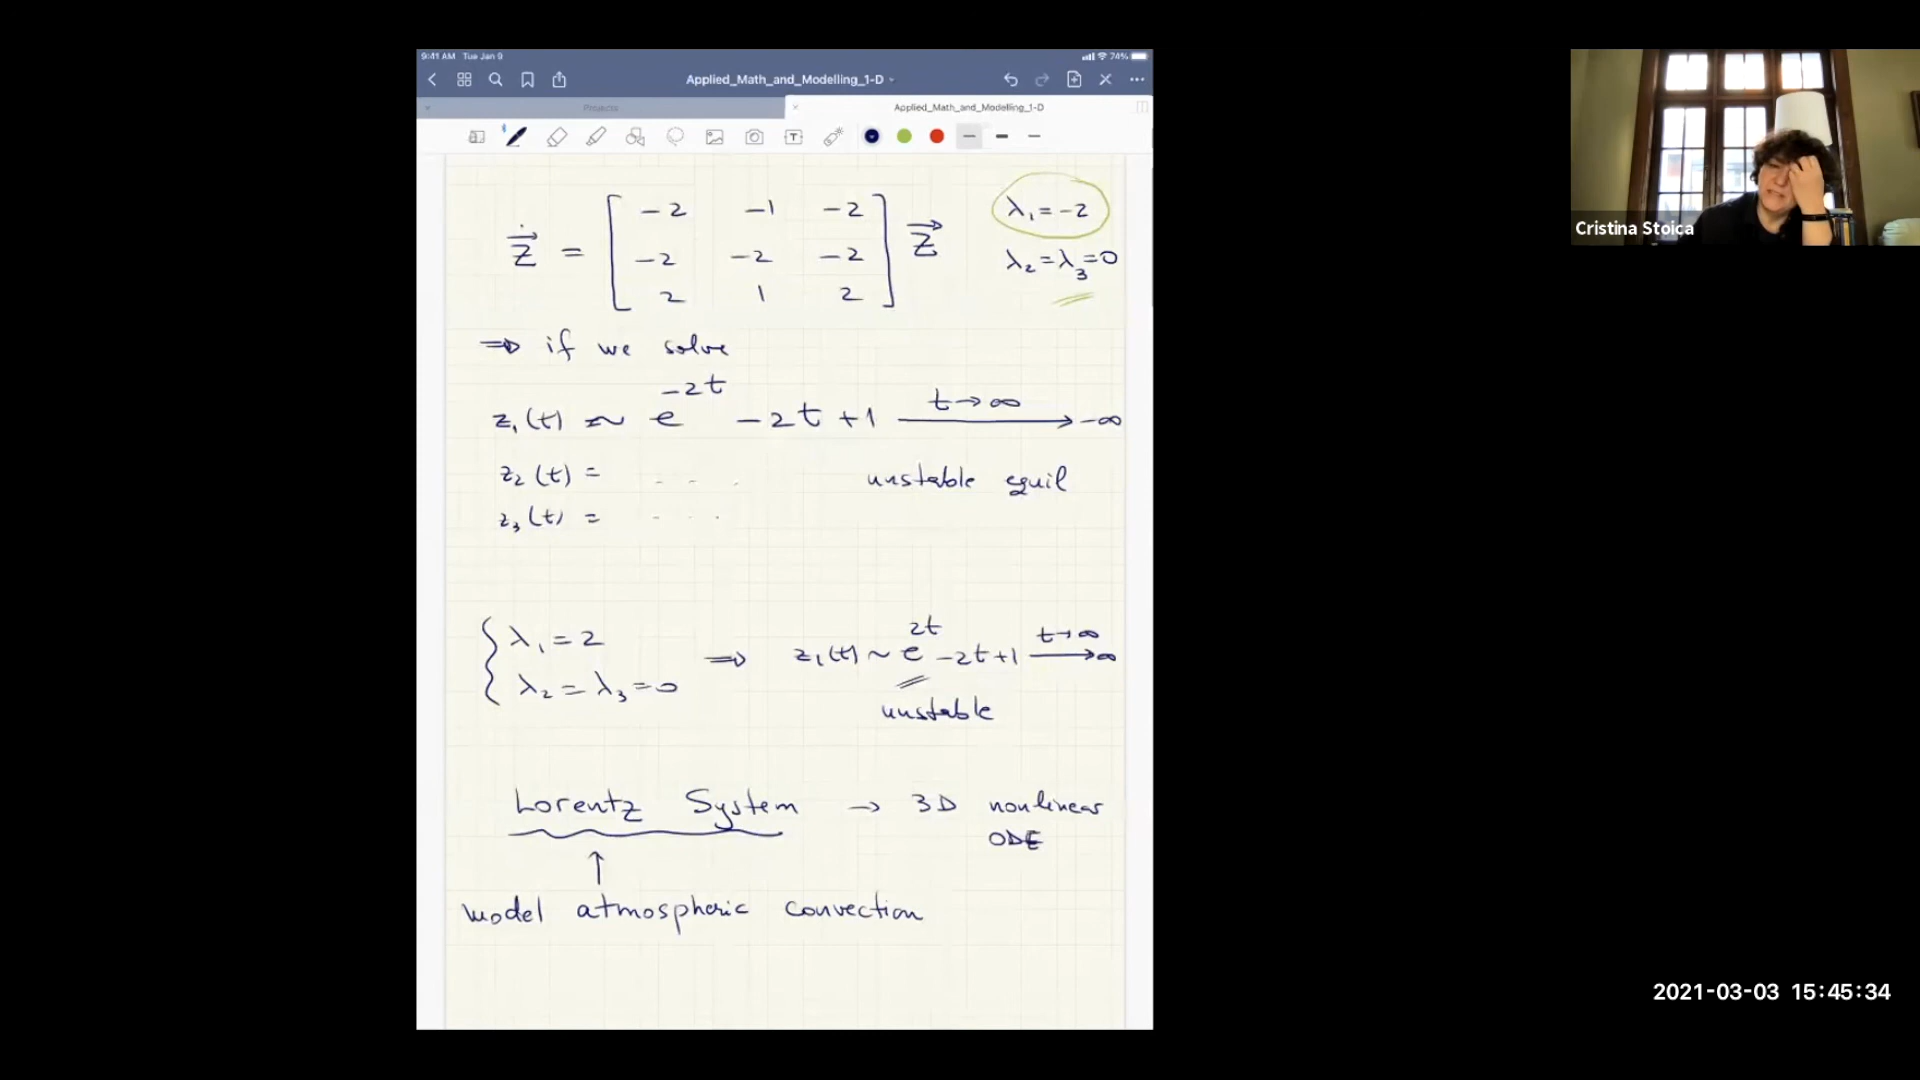 9:41 AM Tue Jan 9
74%
Applied_Math_and_Modelling_1-D
Projects
Applied_Math_and_Modelling_1-D
ż = [ -2 -1 -2 ] z λ₁ = -2
-2 -2 -2 λ₂ = λ₃ = 0
2 1 2
⇒ if we solve
z₁(t) ~ e^{-2t} -2t +1 t→∞ → -∞
z₂(t) = - - .
unstable equil
z₃(t) = - - .
{ λ₁ = 2
λ₂ = λ₃ = 0
⇒ z₁(t) ~ e^{2t} -2t+1 t→∞ → ∞
unstable
Lorentz System → 3D nonlinear
ODE
↑
model atmospheric convection
Cristina Stoica
2021-03-03 15:45:34